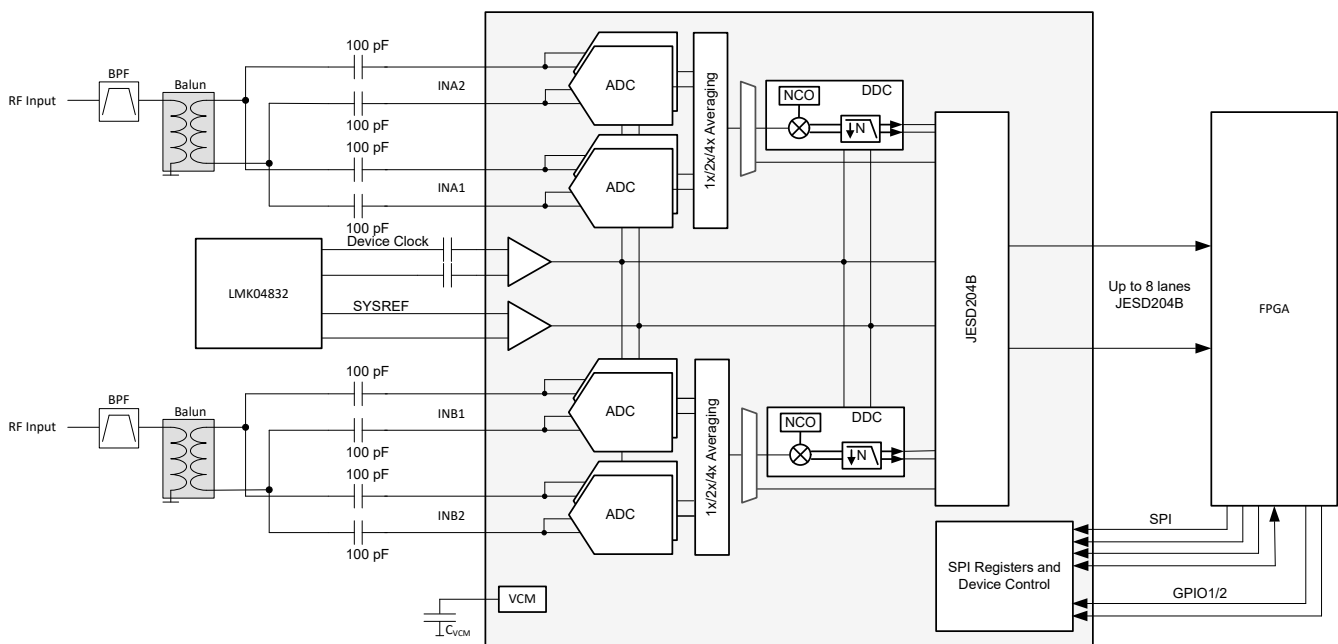 100 pF
BPF
Balun
RF Input
INA2
100 pF
100 pF
INA1
100 pF
ADC
ADC
1x/2x/4x Averaging
NCO
DDC
N
Device Clock
LMK04832
SYSREF
JESD204B
Up to 8 lanes
JESD204B
FPGA
100 pF
BPF
Balun
RF Input
INB1
100 pF
100 pF
INB2
100 pF
ADC
ADC
1x/2x/4x Averaging
NCO
DDC
N
SPI
SPI Registers and
Device Control
GPIO1/2
VCM
CVCM